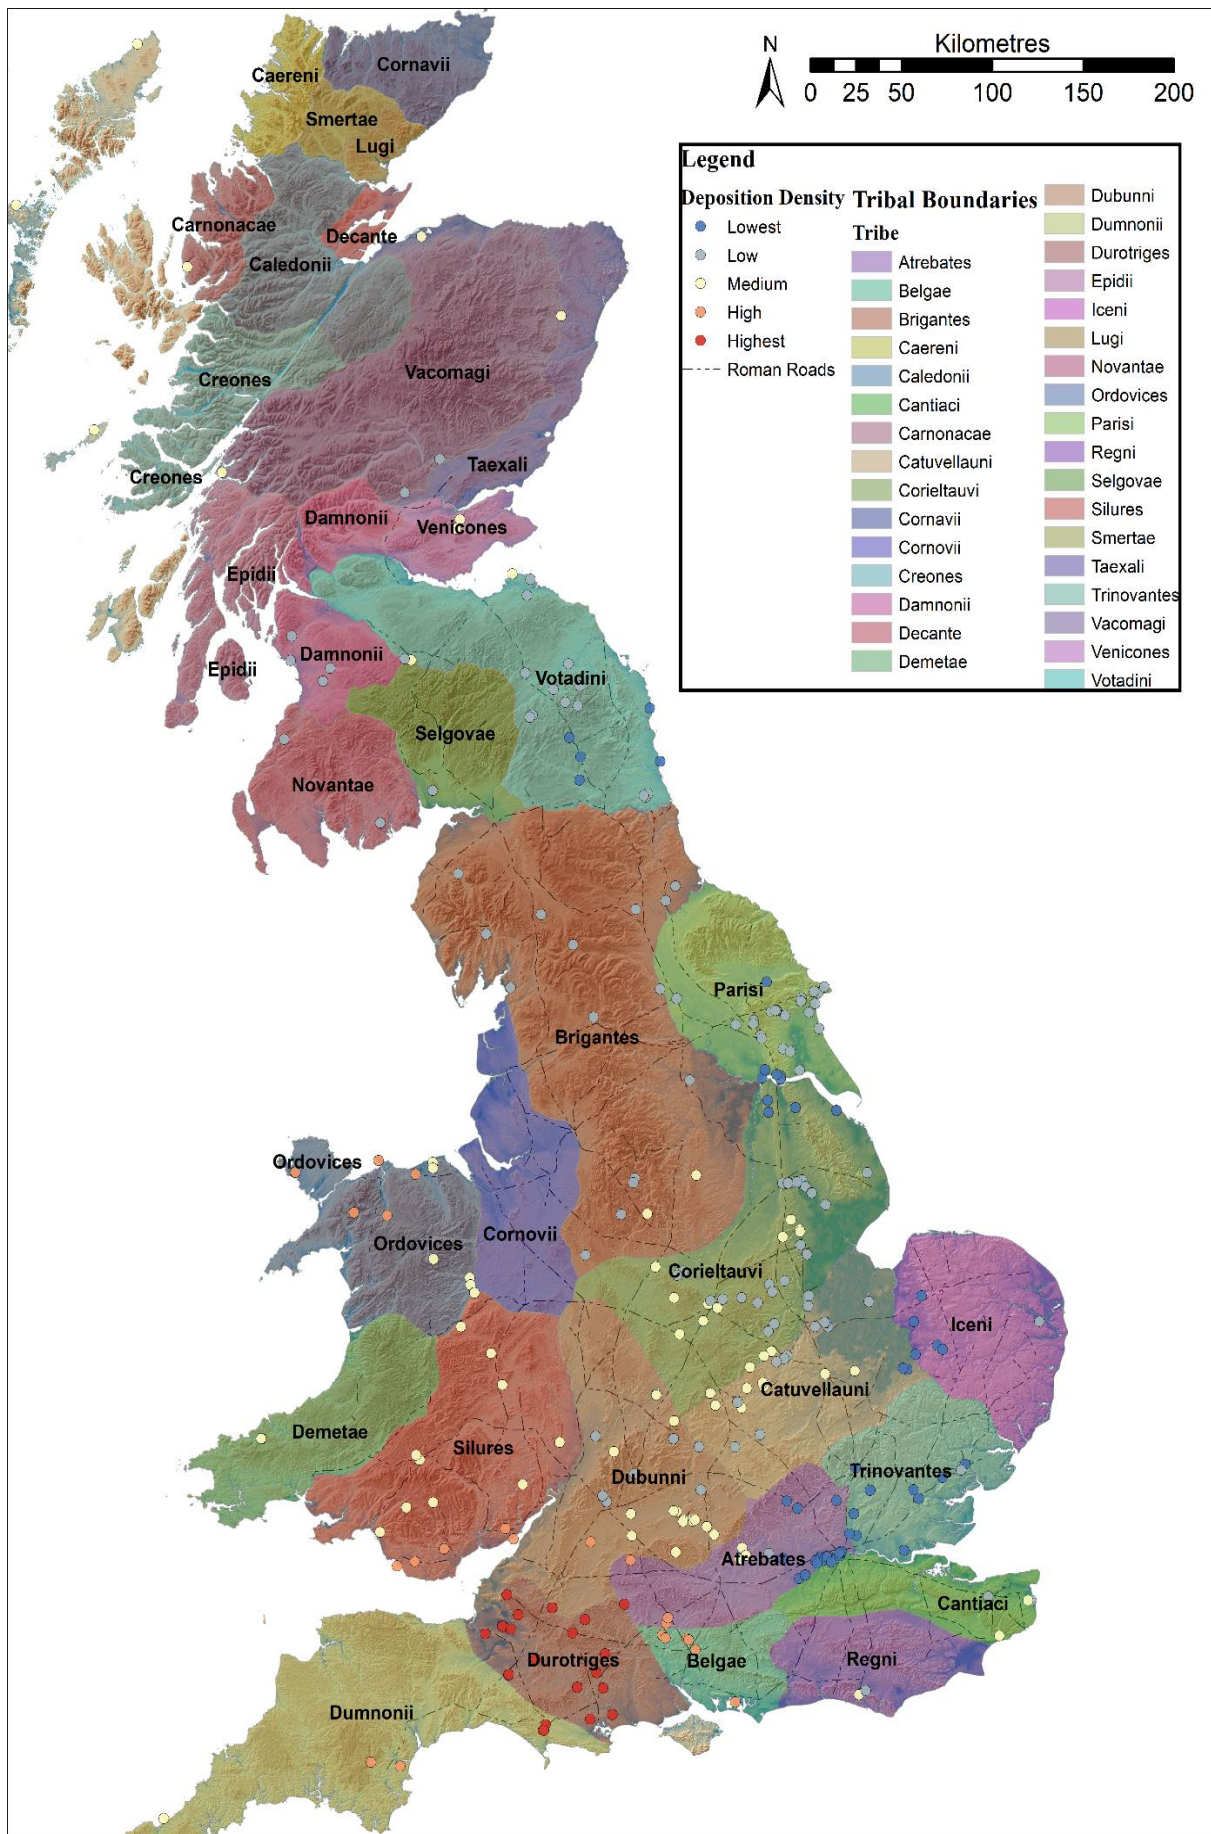 N
Kilometres
0 25 50 100 150 200
Legend
Deposition Density
Lowest
Low
Medium
High
Highest
Roman Roads
Tribal Boundaries
Tribe
Atrebates
Belgae
Brigantes
Caereni
Caledonii
Cantiaci
Carnonacae
Catuvellauni
Corieltauvi
Cornavii
Cornovii
Creones
Damnonii
Decante
Demetae
Dubunni
Dumnonii
Durotriges
Epidii
Iceni
Lugi
Novantae
Ordovices
Parisi
Regni
Selgovae
Silures
Smertae
Taexali
Trinovantes
Vacomagi
Venicones
Votadini
Caereni
Cornavii
Smertae
Lugi
Carnonacae
Decante
Caledonii
Creones
Vacomagi
Creones
Taexali
Damnonii
Venicones
Epidii
Damnonii
Epidii
Votadini
Selgovae
Novantae
Parisi
Brigantes
Ordovices
Ordovices
Cornovii
Corieltauvi
Iceni
Catuvellauni
Demetae
Silures
Dubunni
Trinovantes
Atrebates
Cantiaci
Durotriges
Belgae
Regni
Dumnonii